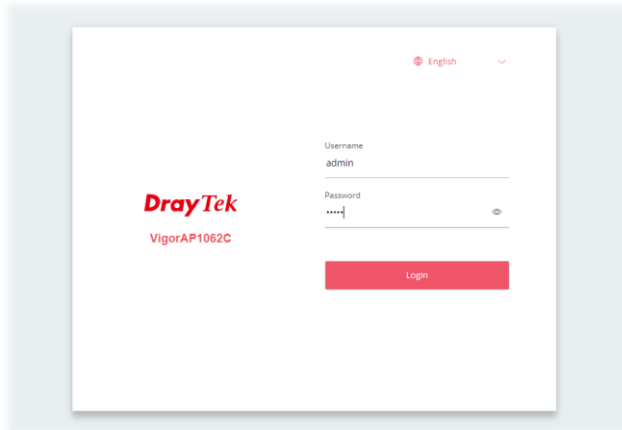 English
Username
admin
Password
•••••
DrayTek
VigorAP1062C
Login